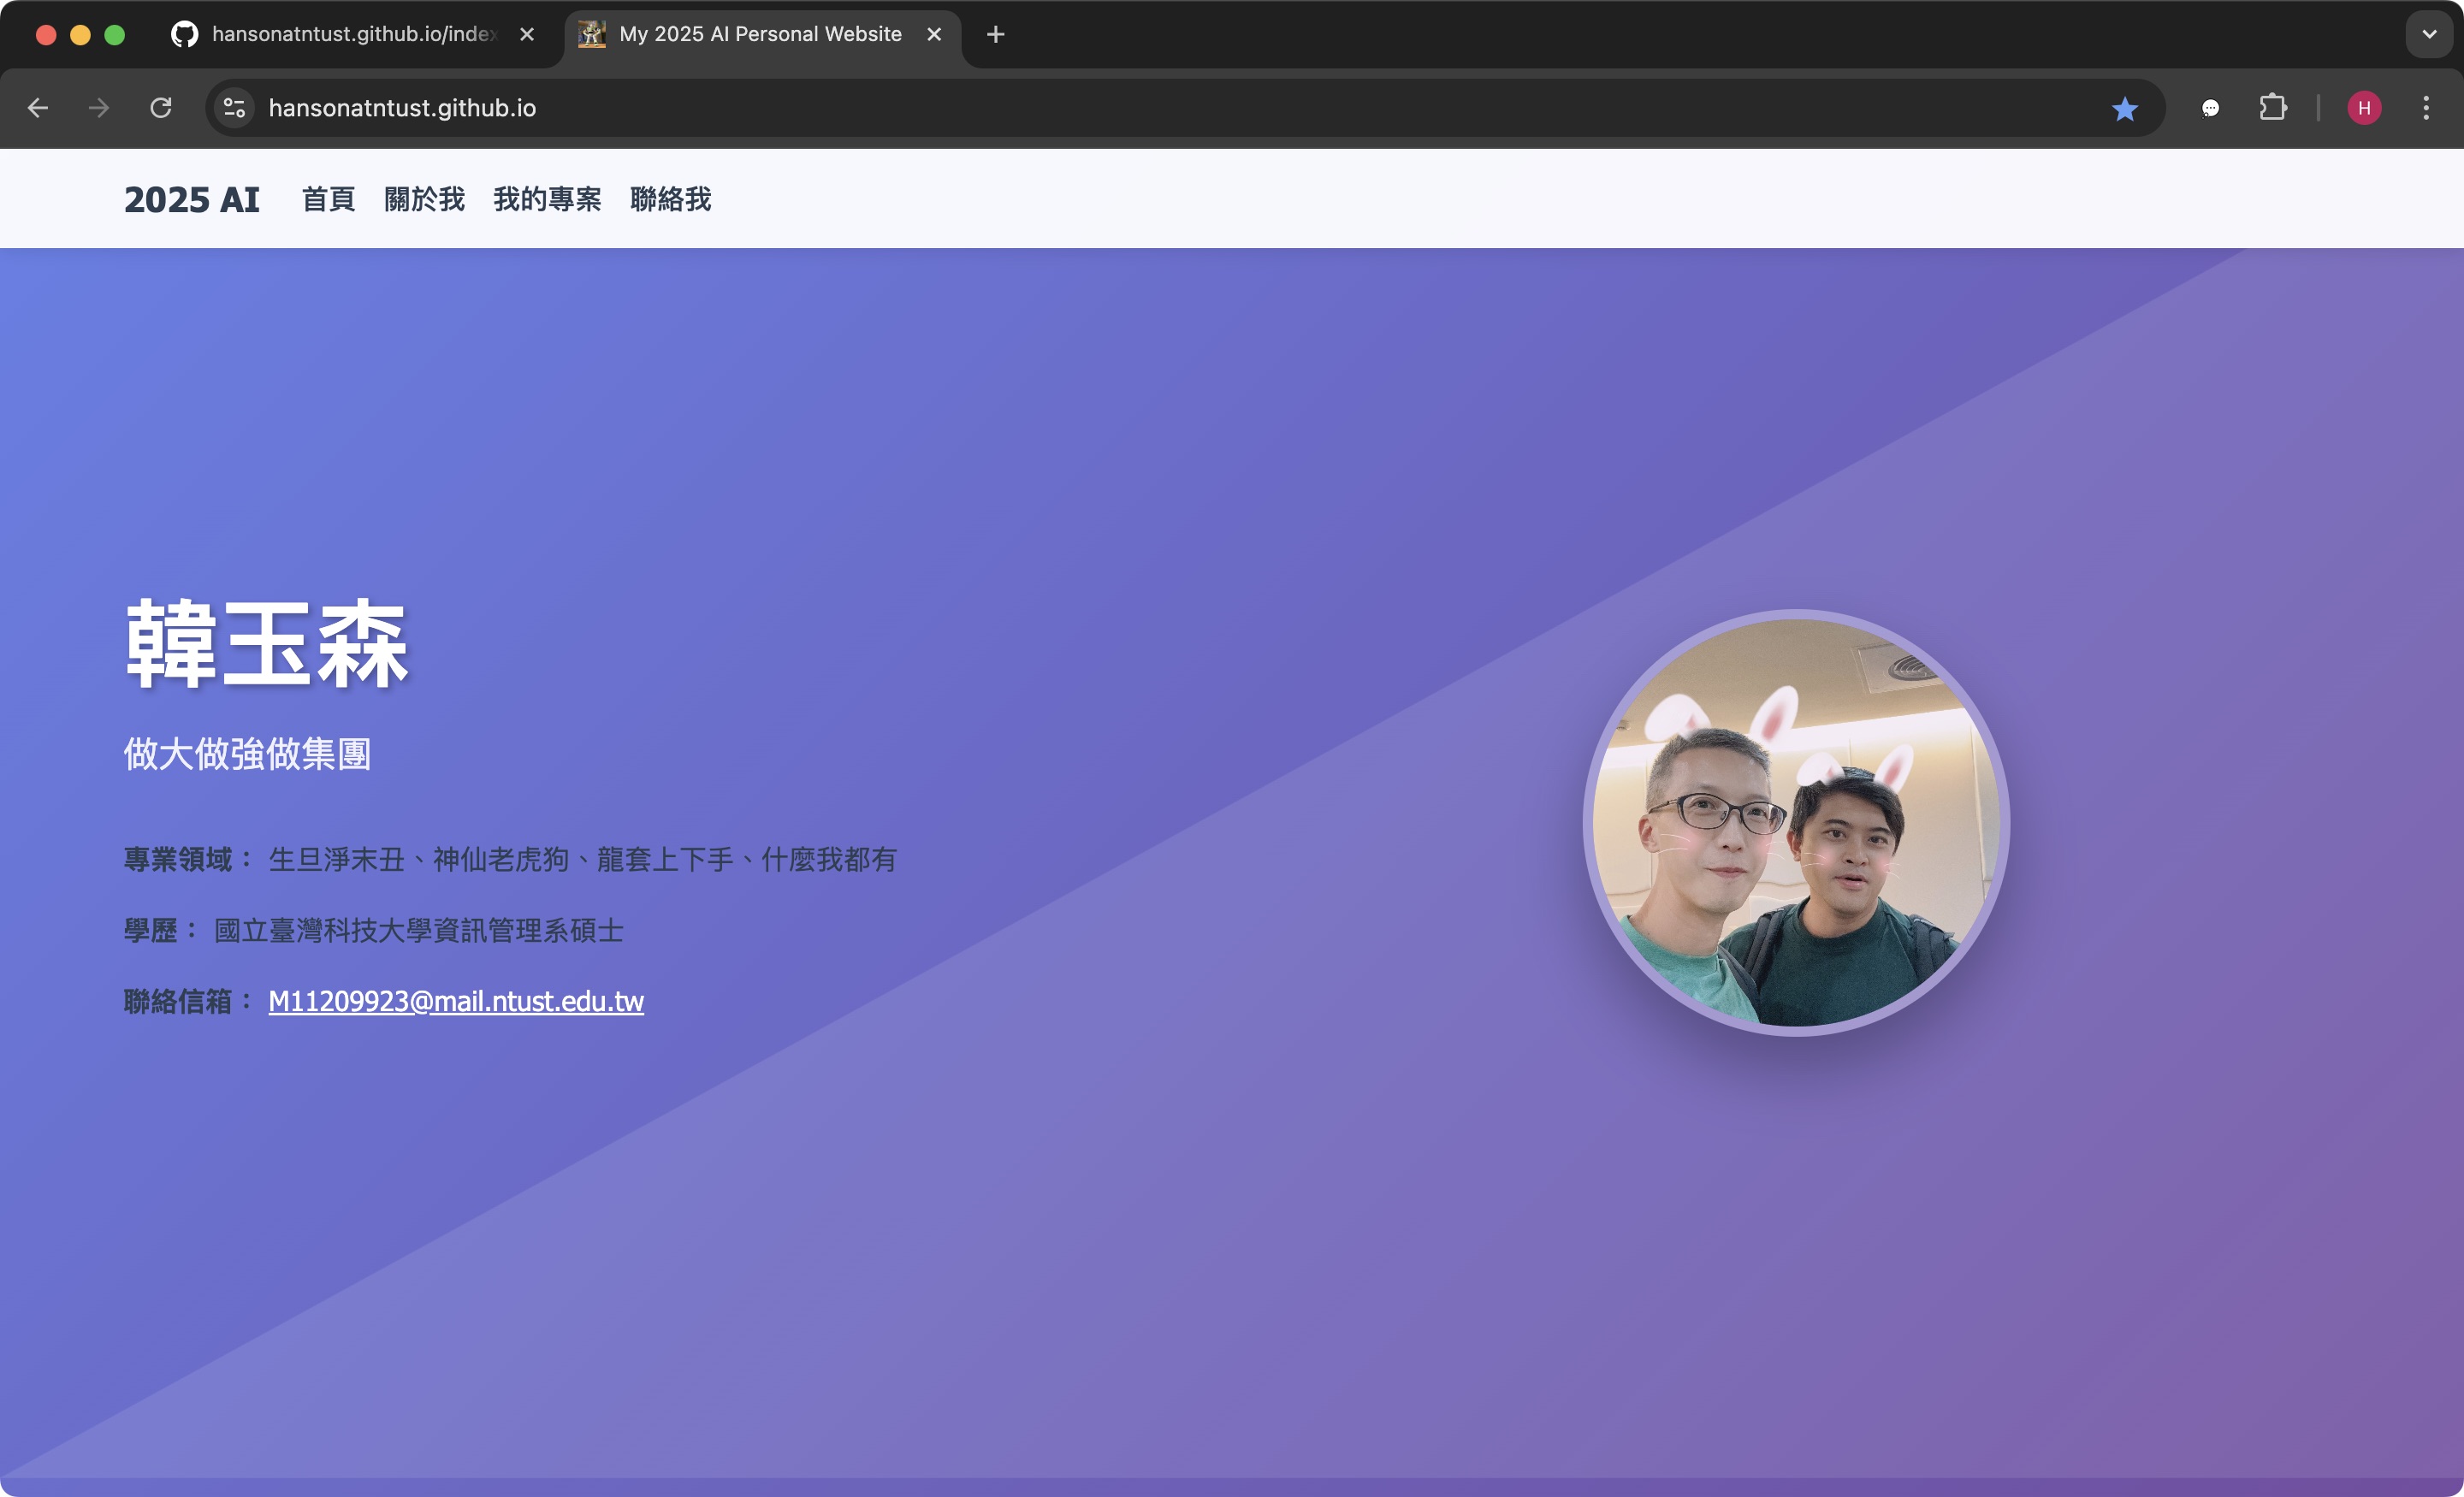 hansonatntust.github.io/index
My 2025 AI Personal Website
hansonatntust.github.io
H
2025 AI 首頁 關於我 我的專案 聯絡我
韓玉森
做大做強做集團
專業領域： 生旦淨末丑、神仙老虎狗、龍套上下手、什麼我都有
學歷： 國立臺灣科技大學資訊管理系碩士
聯絡信箱： M11209923@mail.ntust.edu.tw